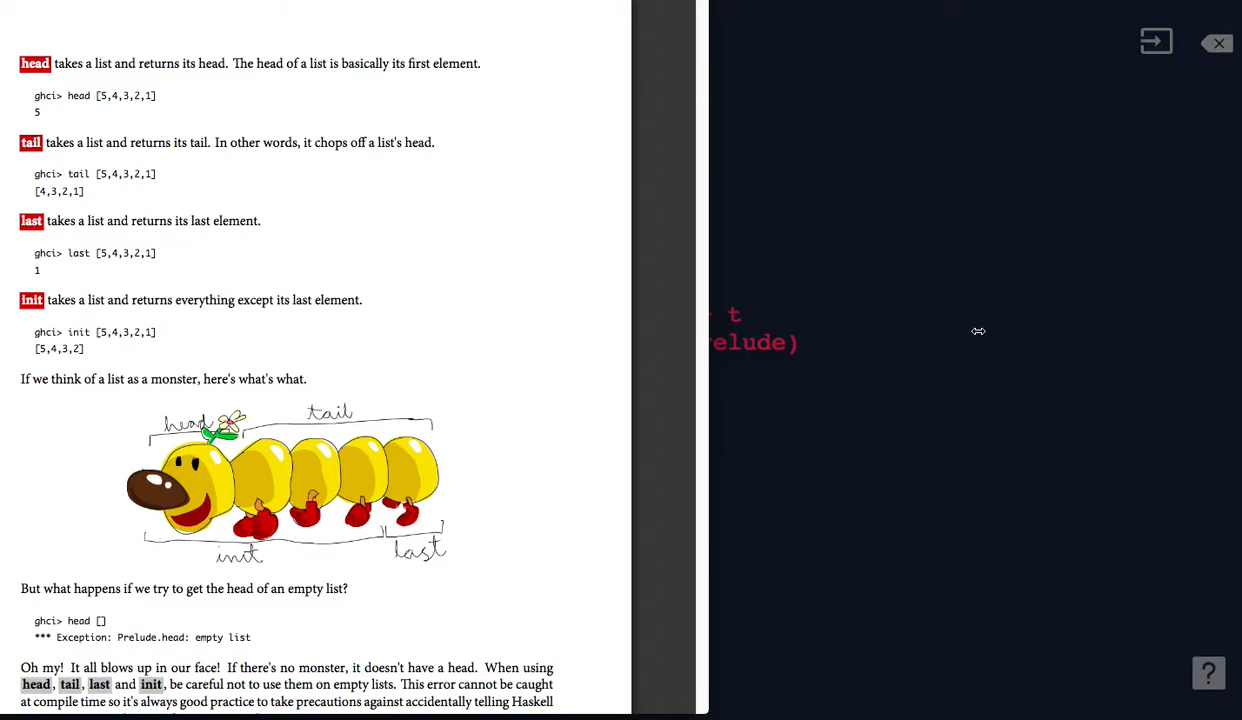 head takes a list and returns its head. The head of a list is basically its first element.
ghci> head [5,4,3,2,1]
5
tail takes a list and returns its tail. In other words, it chops off a list's head.
ghci> tail [5,4,3,2,1]
[4,3,2,1]
last takes a list and returns its last element.
ghci> last [5,4,3,2,1]
1
init takes a list and returns everything except its last element.
ghci> init [5,4,3,2,1]
[5,4,3,2]
If we think of a list as a monster, here's what's what.
head
tail
init
last
But what happens if we try to get the head of an empty list?
ghci> head []
*** Exception: Prelude.head: empty list
Oh my! It all blows up in our face! If there's no monster, it doesn't have a head. When using
head, tail, last and init, be careful not to use them on empty lists. This error cannot be caught
at compile time so it's always good practice to take precautions against accidentally telling Haskell
t
relude)
?